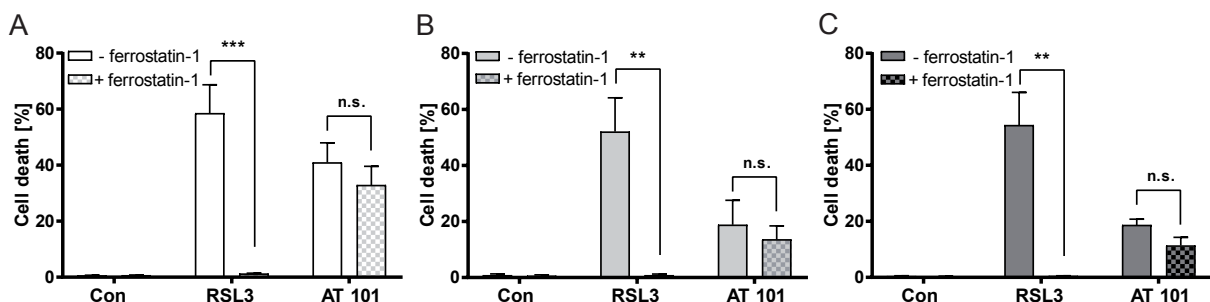 A
Cell death [%]
80
60
40
20
0
- ferrostatin-1
+ ferrostatin-1
***
n.s.
Con RSL3 AT 101
B
Cell death [%]
80
60
40
20
0
- ferrostatin-1
+ ferrostatin-1
**
n.s.
Con RSL3 AT 101
C
Cell death [%]
80
60
40
20
0
- ferrostatin-1
+ ferrostatin-1
**
n.s.
Con RSL3 AT 101